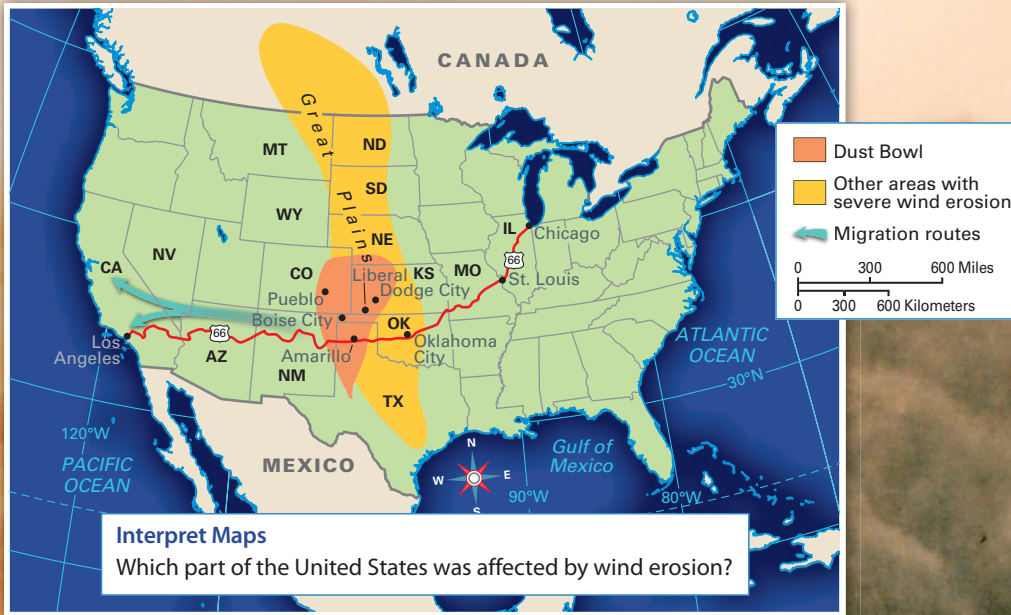 CANADA
Great
Plains
MT
ND
SD
WY
NE
NV
CA
CO
KS
MO
IL
Chicago
66
St. Louis
Liberal
Dodge City
Pueblo
Boise City
OK
Oklahoma
City
Los
Angeles
66
AZ
Amarillo
NM
TX
ATLANTIC
OCEAN
30°N
120°W
PACIFIC
OCEAN
MEXICO
Gulf of
Mexico
N
W
E
S
90°W
80°W
Dust Bowl
Other areas with
severe wind erosion
Migration routes
0 300 600 Miles
0 300 600 Kilometers
Interpret Maps
Which part of the United States was affected by wind erosion?